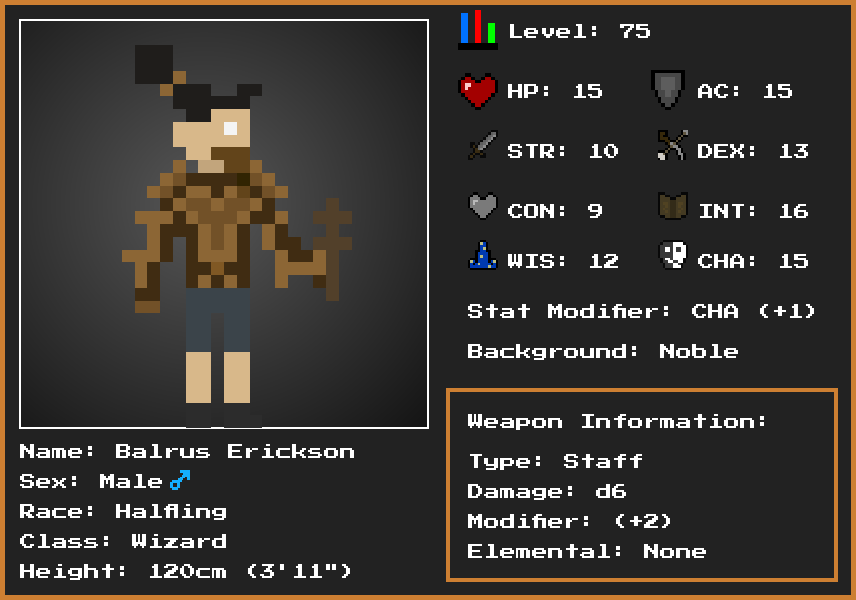 Level: 75
HP: 15
AC: 15
STR: 10
DEX: 13
CON: 9
INT: 16
WIS: 12
CHA: 15
Stat Modifier: CHA (+1)
Background: Noble
Weapon Information:
Type: Staff
Damage: d6
Modifier: (+2)
Elemental: None
Name: Balrus Erickson
Sex: Male ♂
Race: Halfling
Class: Wizard
Height: 120cm (3'11")